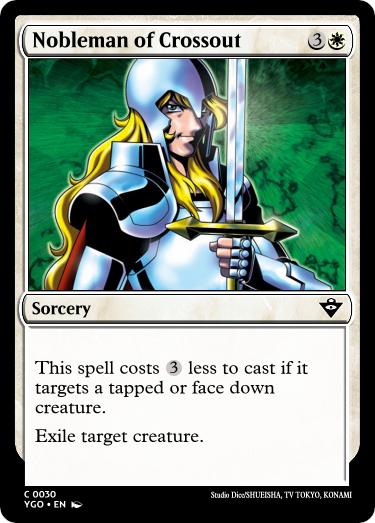 Nobleman of Crossout 3
Sorcery
This spell costs 3 less to cast if it
targets a tapped or face down
creature.
Exile target creature.
C 0030
YGO • EN
Studio Dice/SHUEISHA, TV TOKYO, KONAMI